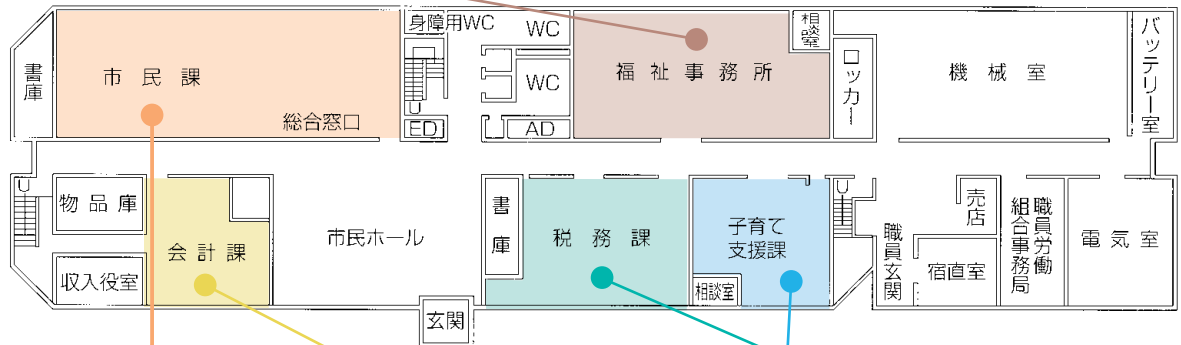 身障用WC
WC
相談室
書庫
市民課
福祉事務所
ロッカー
機械室
バッテリー室
WC
U
総合窓口
ED
AD
U
物品庫
書庫
U
売店
職員労働
組合事務局
会計課
市民ホール
税務課
子育て
支援課
職員玄関
電気室
収入役室
相談室
宿直室
玄関